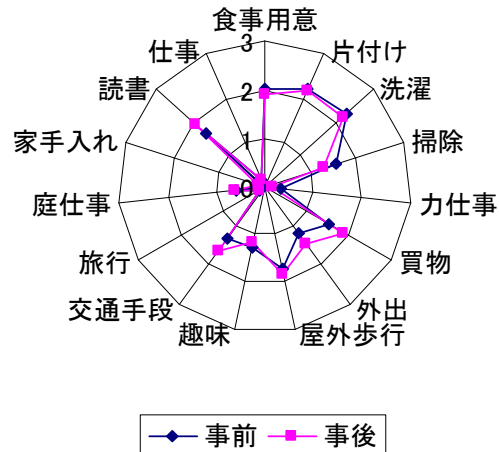 食事用意
片付け
洗濯
掃除
力仕事
買物
外出
屋外歩行
趣味
交通手段
旅行
庭仕事
家手入れ
読書
仕事
3
2
1
0
事前
事後